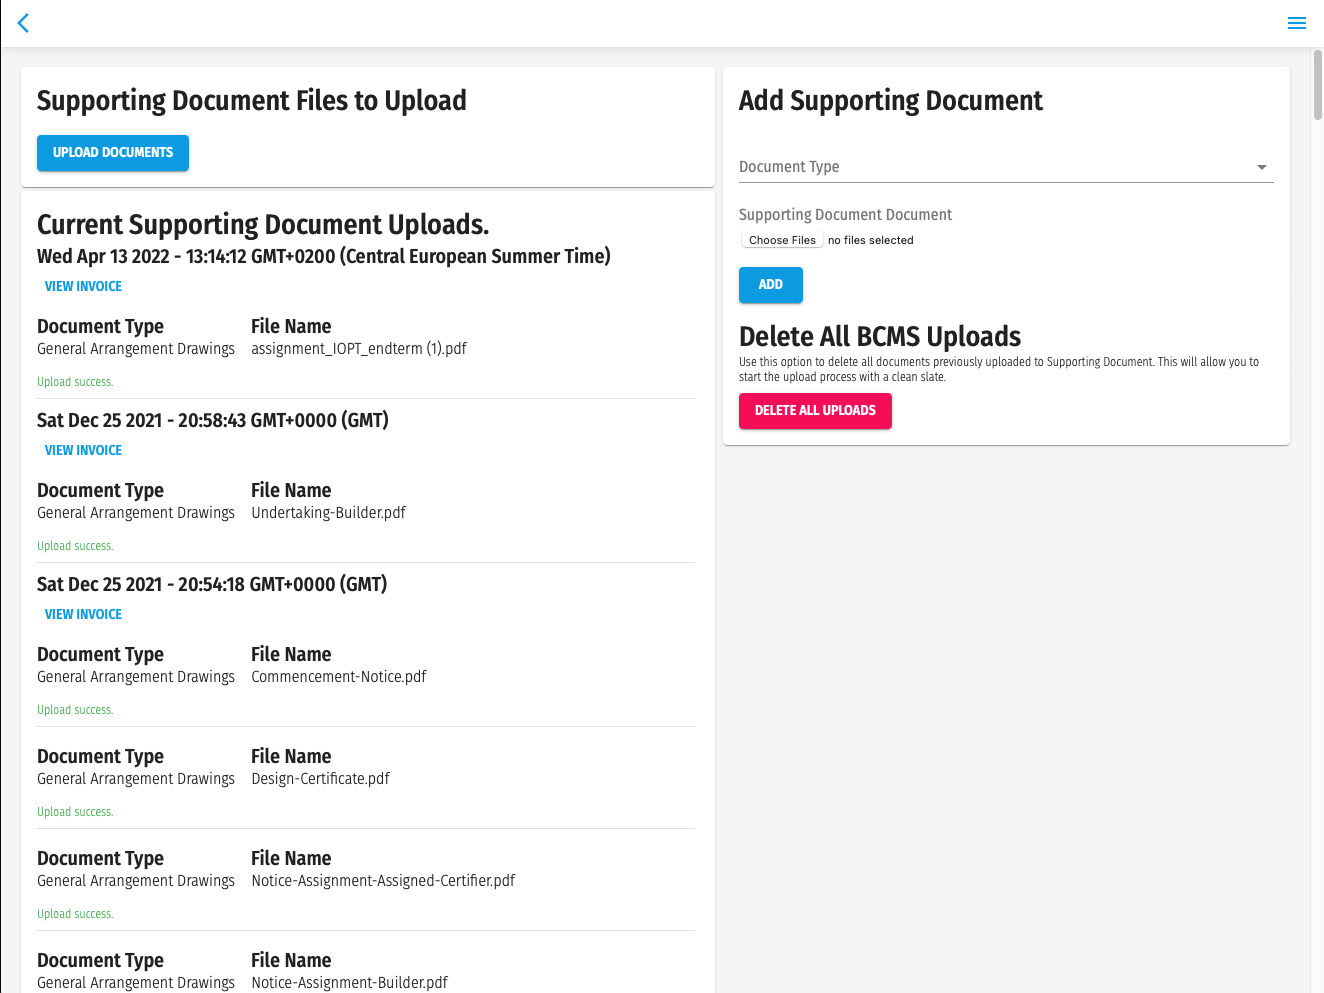 Supporting Document Files to Upload
UPLOAD DOCUMENTS
Current Supporting Document Uploads.
Wed Apr 13 2022 - 13:14:12 GMT+0200 (Central European Summer Time)
VIEW INVOICE
Document Type File Name
General Arrangement Drawings assignment_IOPT_endterm (1).pdf
Upload success.
Sat Dec 25 2021 - 20:58:43 GMT+0000 (GMT)
VIEW INVOICE
Document Type File Name
General Arrangement Drawings Undertaking-Builder.pdf
Upload success.
Sat Dec 25 2021 - 20:54:18 GMT+0000 (GMT)
VIEW INVOICE
Document Type File Name
General Arrangement Drawings Commencement-Notice.pdf
Upload success.
Document Type File Name
General Arrangement Drawings Design-Certificate.pdf
Upload success.
Document Type File Name
General Arrangement Drawings Notice-Assignment-Assigned-Certifier.pdf
Upload success.
Document Type File Name
General Arrangement Drawings Notice-Assignment-Builder.pdf
Add Supporting Document
Document Type
Supporting Document Document
Choose Files no files selected
ADD
Delete All BCMS Uploads
Use this option to delete all documents previously uploaded to Supporting Document. This will allow you to
start the upload process with a clean slate.
DELETE ALL UPLOADS